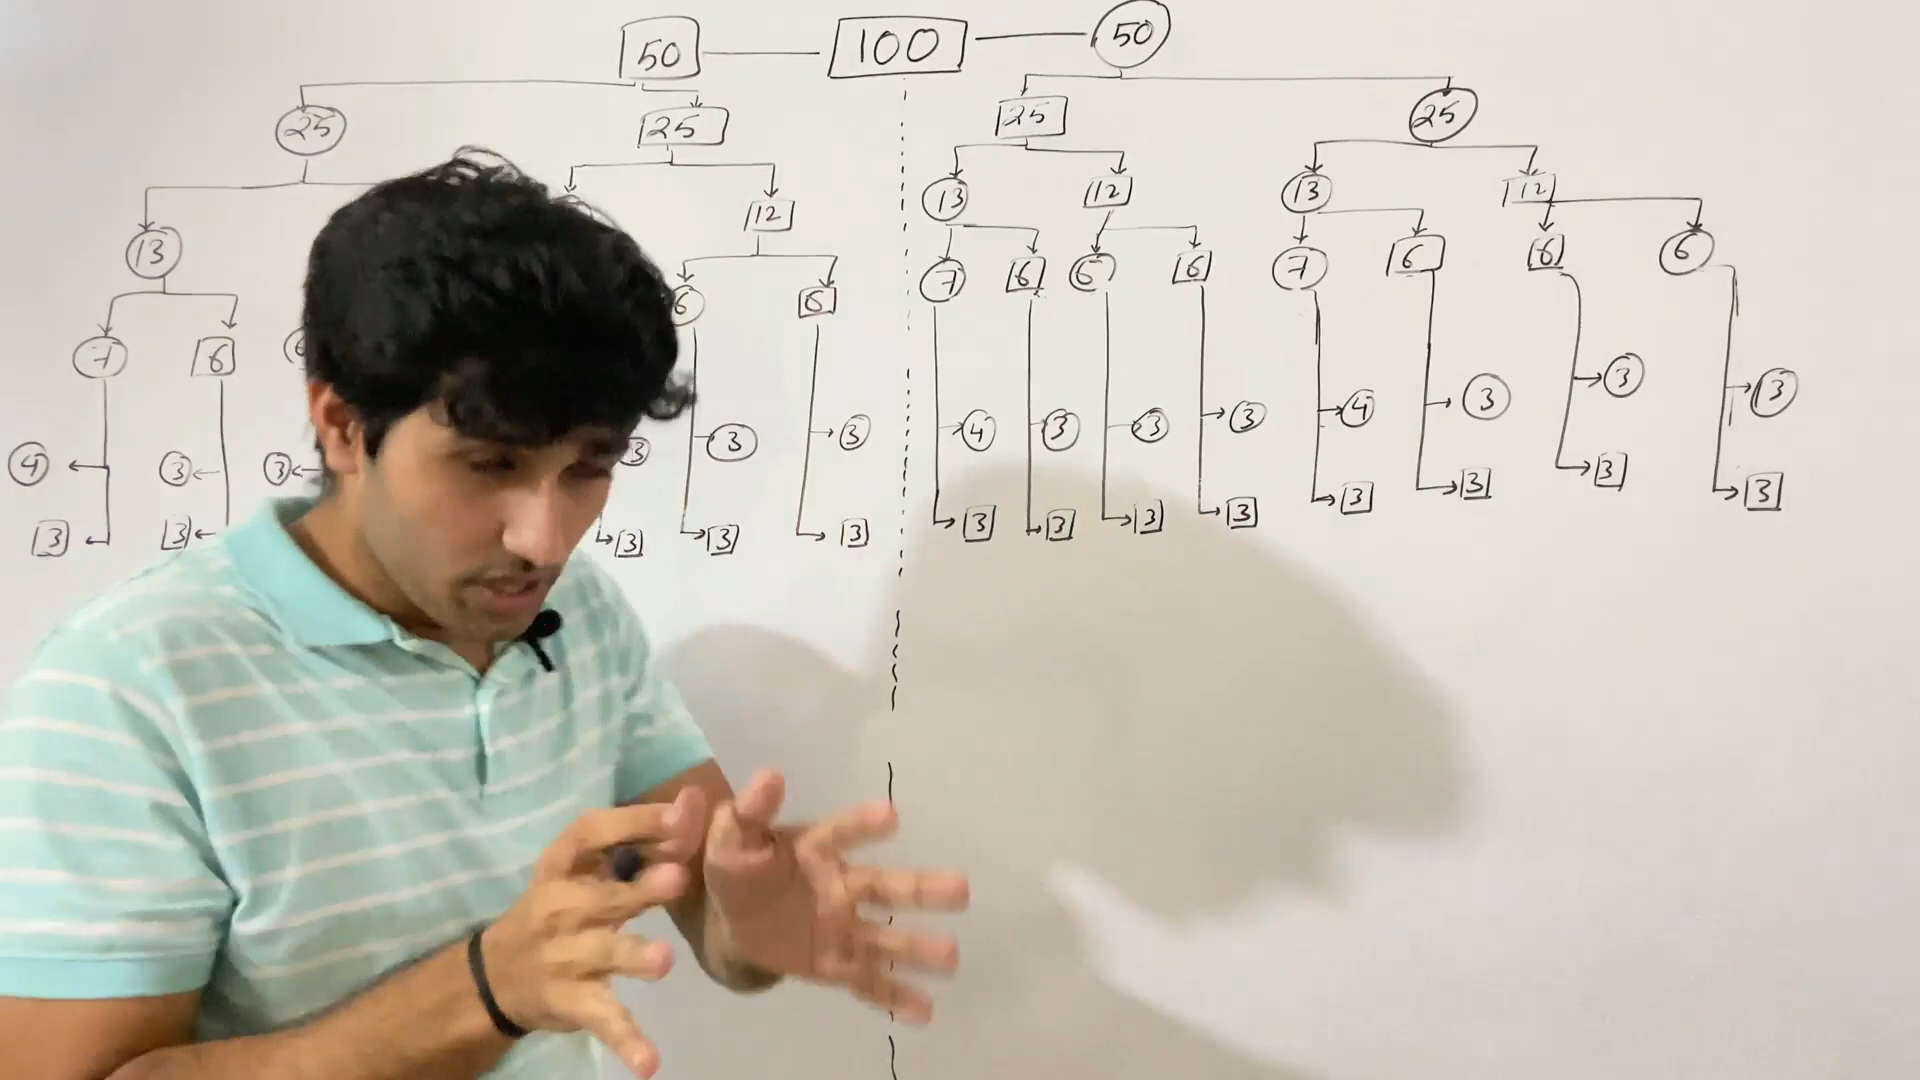 50 100 50
25 25 25 25
13 12 13 12 13 12
7 6 6 6 7 6 6 6 7 6 6 6
4 3 3 3 3 3 4 3 3 3 4 3 3 3
3 3 3 3 3 3 3 3 3 3 3 3 3